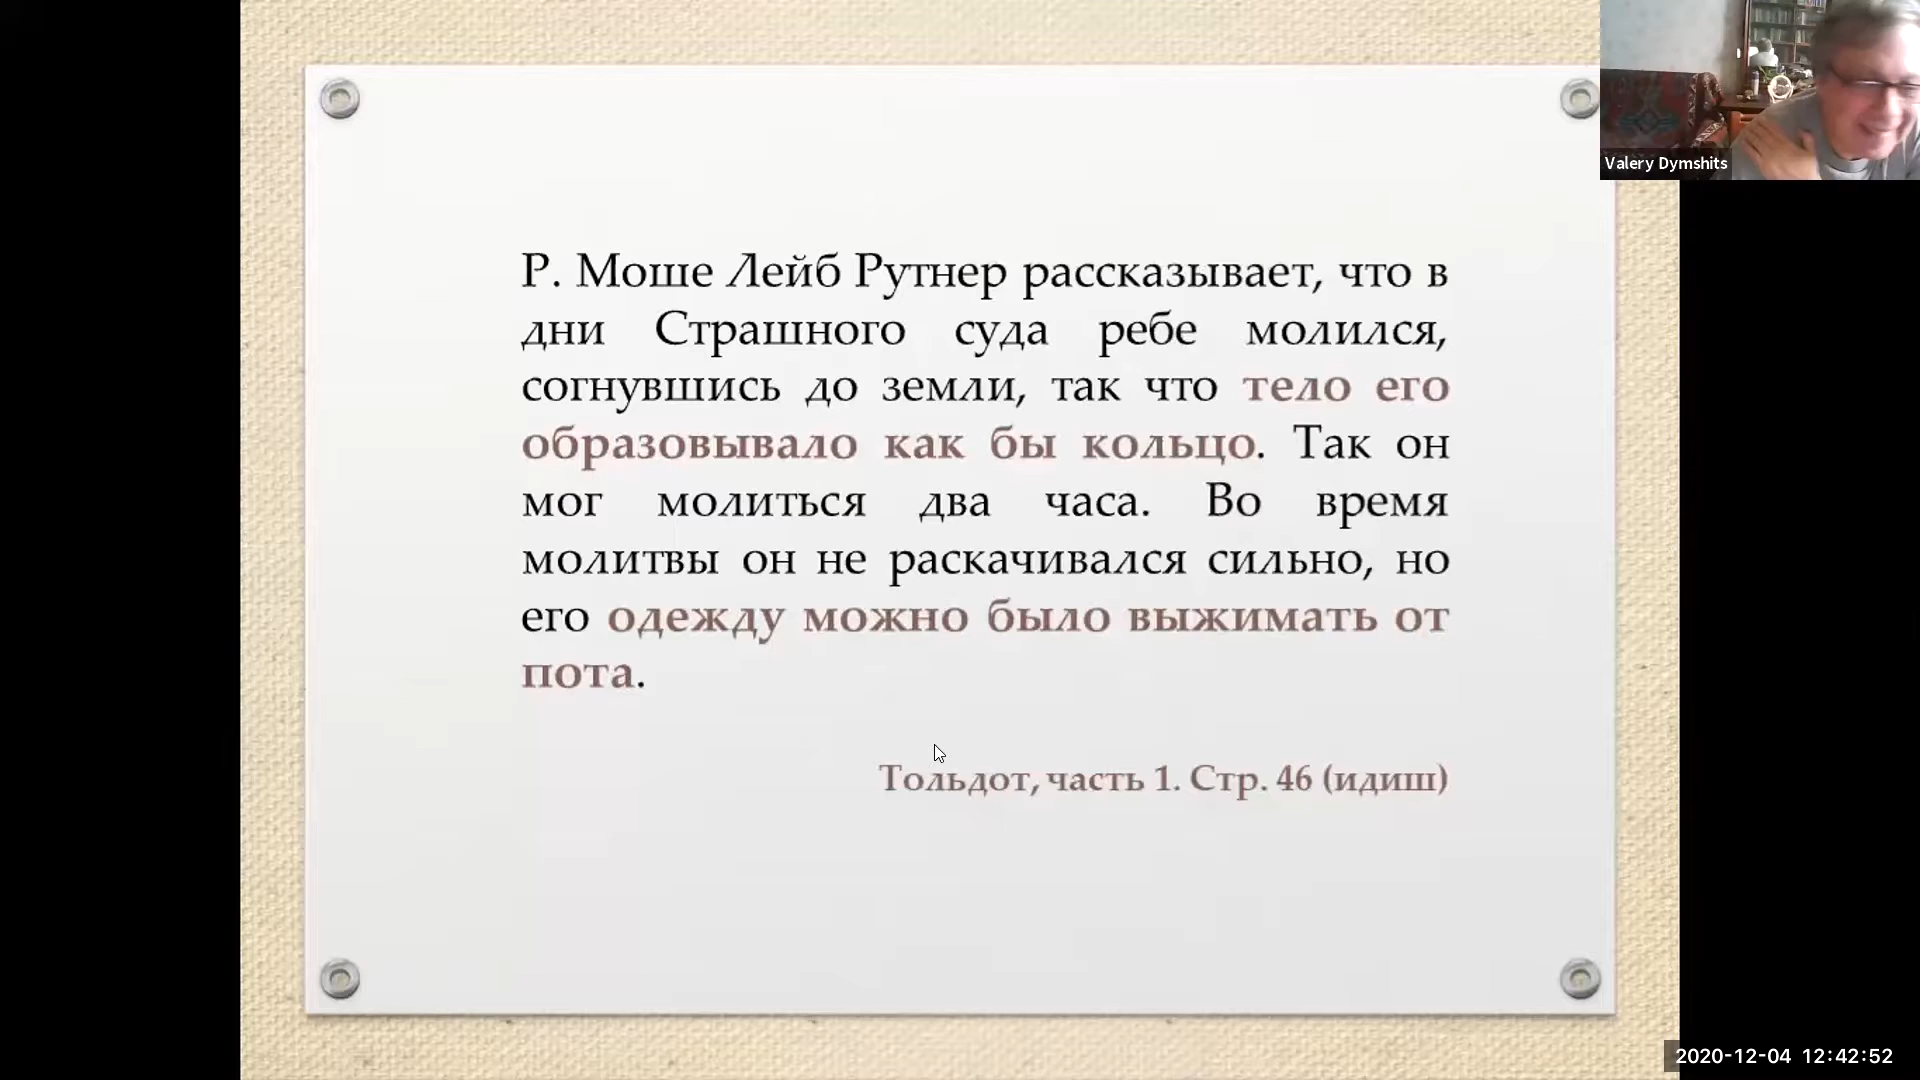 Valery Dymshits
Р. Моше Лейб Рутнер рассказывает, что в
дни Страшного суда ребе молился,
согнувшись до земли, так что тело его
образовывало как бы кольцо. Так он
мог молиться два часа. Во время
молитвы он не раскачивался сильно, но
его одежду можно было выжимать от
пота.
Тольдот, часть 1. Стр. 46 (идиш)
2020-12-04 12:42:52